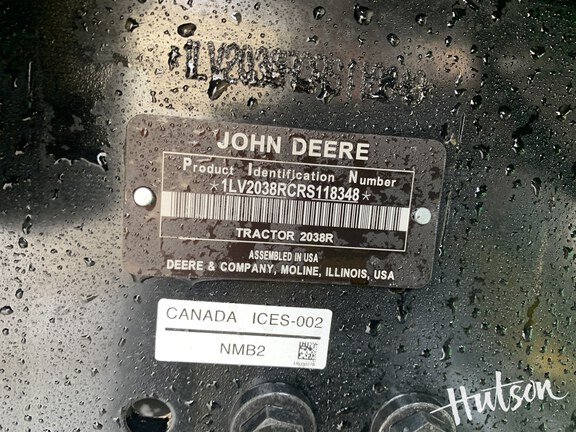 JOHN DEERE
Product Identification Number
*1LV2038RCRS118348*
TRACTOR 2038R
ASSEMBLED IN USA
DEERE & COMPANY, MOLINE, ILLINOIS, USA
CANADA ICES-002
NMB2
Hutson